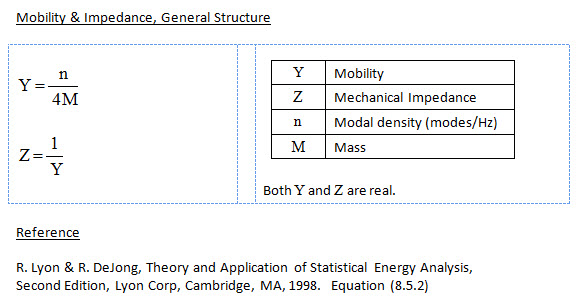 Mobility & Impedance, General Structure
Y = n / 4M
Z = 1 / Y
Y Mobility
Z Mechanical Impedance
n Modal density (modes/Hz)
M Mass
Both Y and Z are real.
Reference
R. Lyon & R. DeJong, Theory and Application of Statistical Energy Analysis,
Second Edition, Lyon Corp, Cambridge, MA, 1998. Equation (8.5.2)